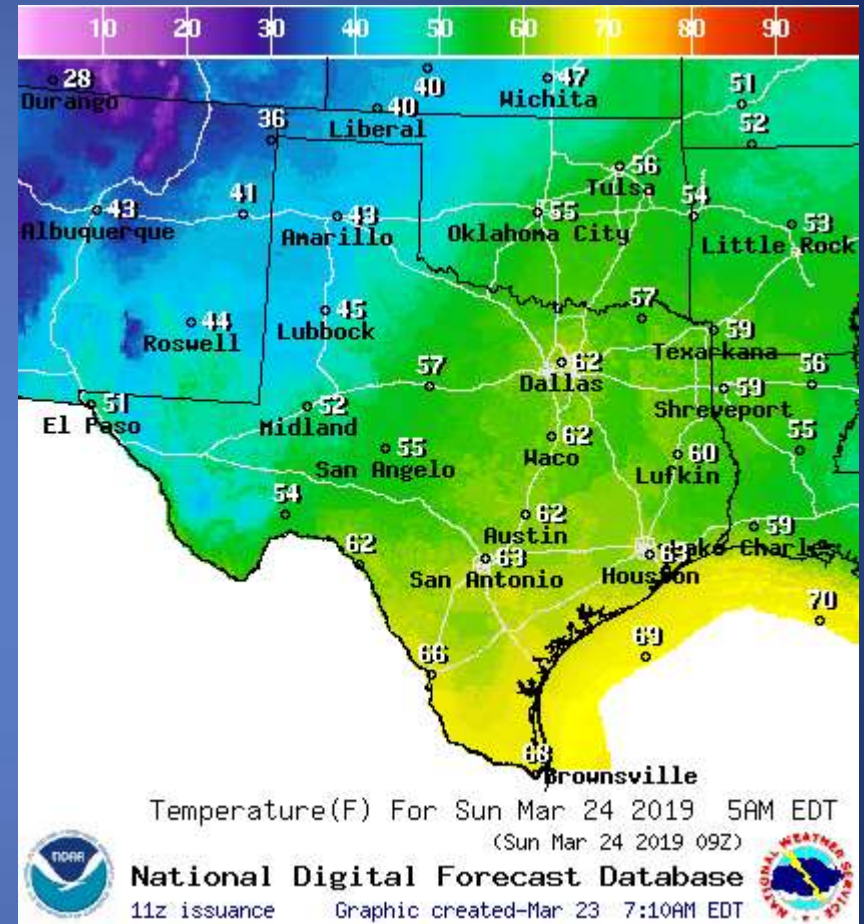 10 20 30 40 50 60 70 80 90
28
Durango
40
40
Liberal
47
Wichita
51
52
36
56
Tulsa
43
Albuquerque
41
43
Amarillo
55
Oklahoma City
54
53
Little Rock
44
Roswell
45
Lubbock
57
59
Texarkana
57
62
Dallas
59
Shreveport
56
51
El Paso
52
Midland
55
San Angelo
62
Waco
60
Lufkin
55
54
62
Austin
59
Lake Charles
62
63
San Antonio
63
Houston
70
69
66
68
Brownsville
Temperature(F) For Sun Mar 24 2019 5AM EDT
(Sun Mar 24 2019 09Z)
NOAA
National Digital Forecast Database
11z issuance Graphic created-Mar 23 7:10AM EDT
NATIONAL WEATHER SERVICE